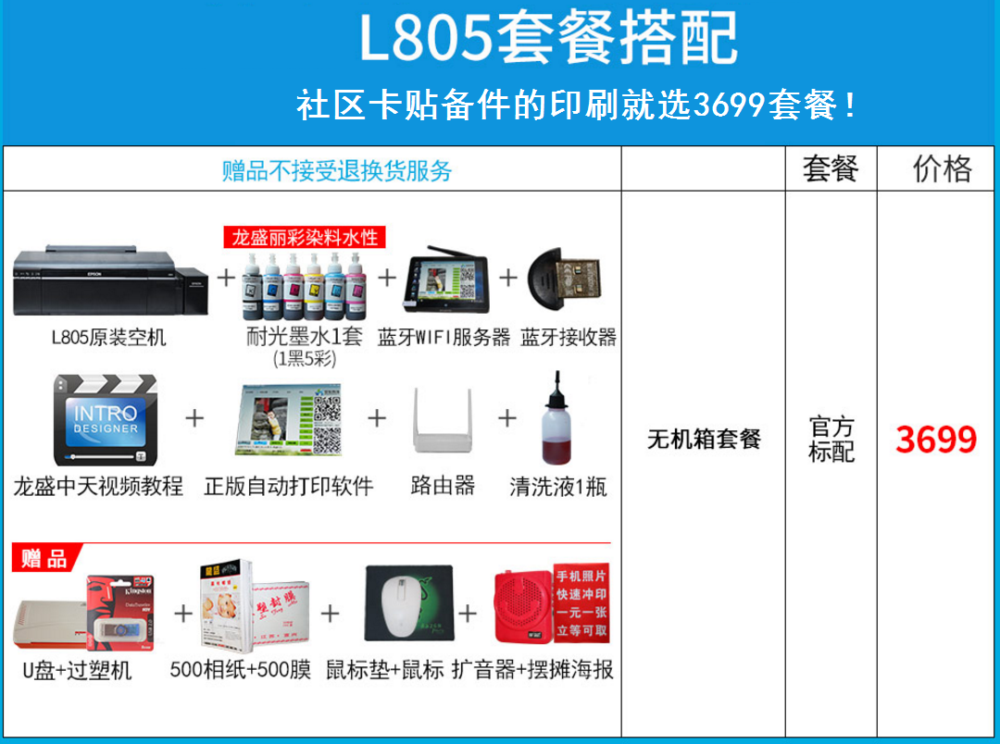 L805套餐搭配
社区卡贴备件的印刷就选3699套餐！
赠品不接受退换货服务
套餐
价格
龙盛丽彩染料水性
EPSON
L805原装空机
耐光墨水1套
(1黑5彩)
蓝牙WIFI服务器
蓝牙接收器
INTRO
DESIGNER
龙盛中天视频教程
正版自动打印软件
路由器
清洗液1瓶
无机箱套餐
官方
标配
3699
赠品
Kingston
DataTraveler
U盘+过塑机
龍盛
塑封膜
500相纸+500膜
鼠标垫+鼠标
手机照片
快速冲印
一元一张
立等可取
扩音器+摆摊海报